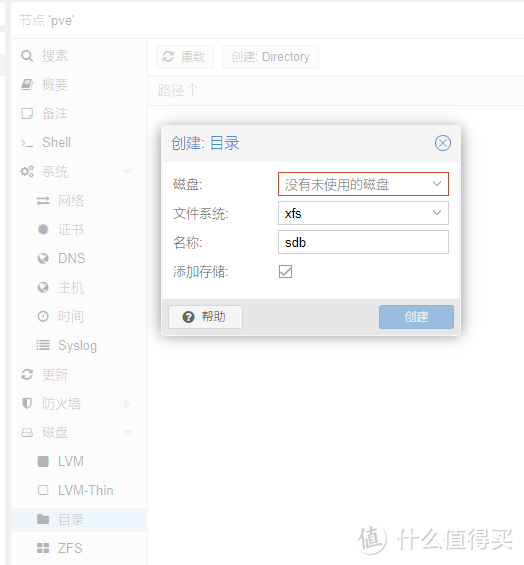 节点 'pve'
搜索
概要
备注
Shell
系统
网络
证书
DNS
主机
时间
Syslog
更新
防火墙
磁盘
LVM
LVM-Thin
目录
ZFS
重载
创建: Directory
路径↑
创建: 目录
磁盘: 没有未使用的磁盘
文件系统: xfs
名称: sdb
添加存储:
帮助
创建
值 什么值得买